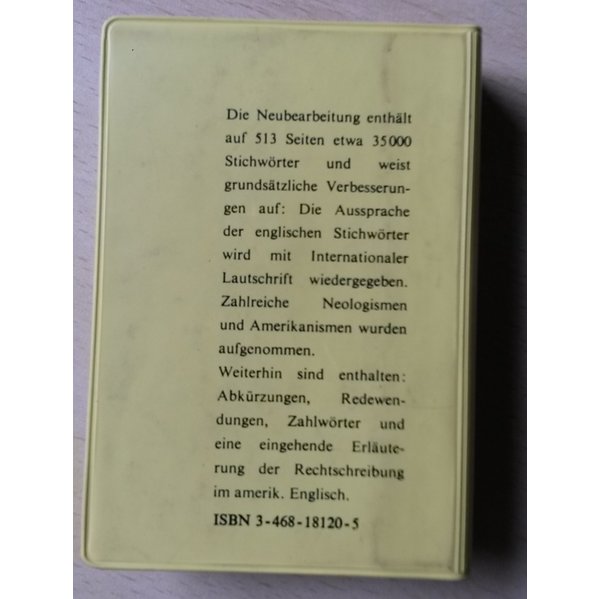 Die Neubearbeitung enthält
auf 513 Seiten etwa 35000
Stichwörter und weist
grundsätzliche Verbesserun-
gen auf: Die Aussprache
der englischen Stichwörter
wird mit Internationaler
Lautschrift wiedergegeben.
Zahlreiche Neologismen
und Amerikanismen wurden
aufgenommen.
Weiterhin sind enthalten:
Abkürzungen, Redewen-
dungen, Zahlwörter und
eine eingehende Erläute-
rung der Rechtschreibung
im amerik. Englisch.
ISBN 3-468-18120-5